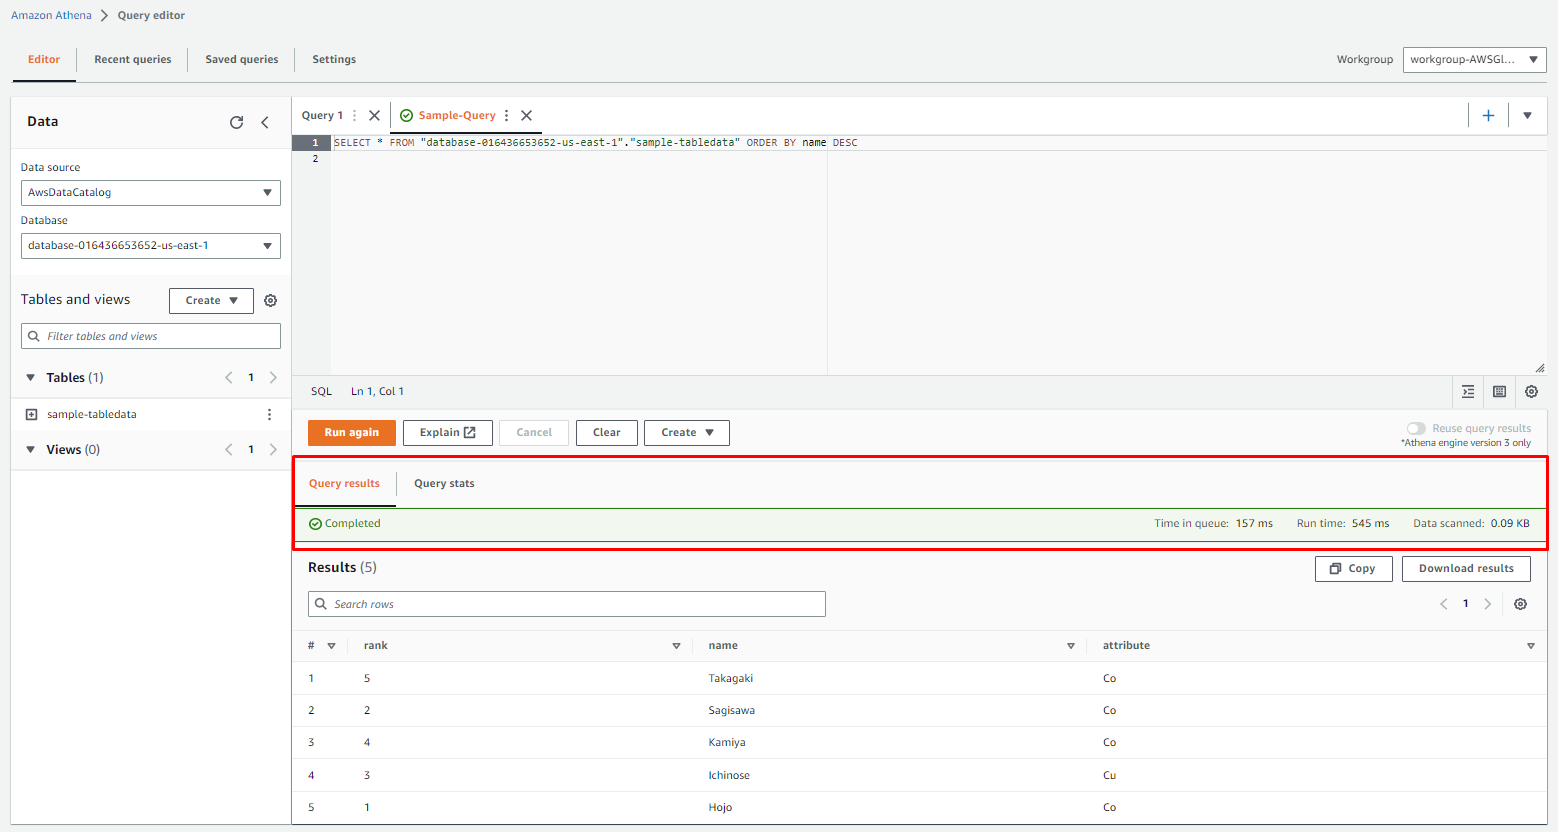 Amazon Athena > Query editor
Editor Recent queries Saved queries Settings Workgroup workgroup-AWSGl...
Data
Data source
AwsDataCatalog
Database
database-016436653652-us-east-1
Tables and views Create
Filter tables and views
Tables (1) 1
sample-tabledata
Views (0) 1
Query 1 Sample-Query
1 SELECT * FROM "database-016436653652-us-east-1"."sample-tabledata" ORDER BY name DESC
2
SQL Ln 1, Col 1
Run again Explain Cancel Clear Create Reuse query results
*Athena engine version 3 only
Query results Query stats
Completed Time in queue: 157 ms Run time: 545 ms Data scanned: 0.09 KB
Results (5) Copy Download results
Search rows 1
# rank name attribute
1 5 Takagaki Co
2 2 Sagisawa Co
3 4 Kamiya Co
4 3 Ichinose Cu
5 1 Hojo Co